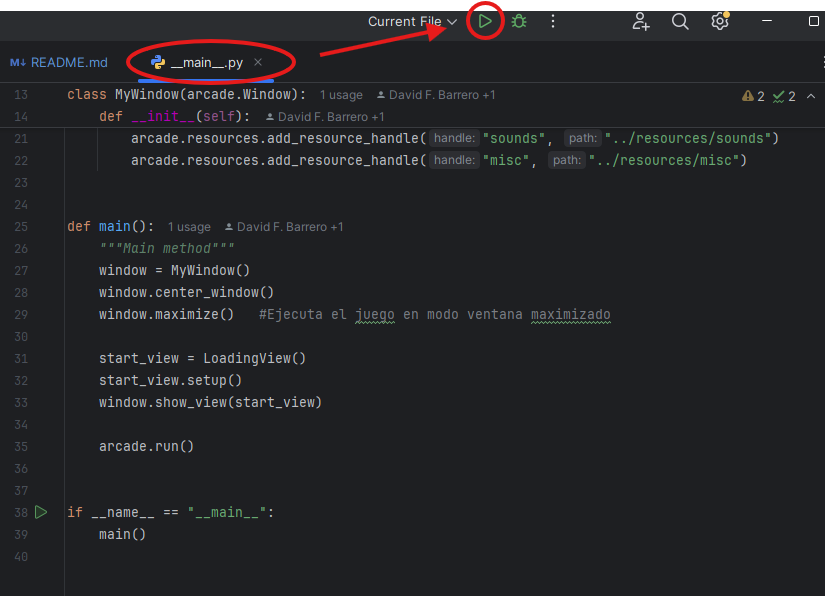 Current File
README.md
__main__.py
13 class MyWindow(arcade.Window): 1 usage David F. Barrero +1
2 2
14 def __init__(self): David F. Barrero +1
21 arcade.resources.add_resource_handle( handle: "sounds", path: "../resources/sounds")
22 arcade.resources.add_resource_handle( handle: "misc", path: "../resources/misc")
23
24
25 def main(): 1 usage David F. Barrero +1
26 """Main method"""
27 window = MyWindow()
28 window.center_window()
29 window.maximize() #Ejecuta el juego en modo ventana maximizado
30
31 start_view = LoadingView()
32 start_view.setup()
33 window.show_view(start_view)
34
35 arcade.run()
36
37
38 if __name__ == "__main__":
39 main()
40